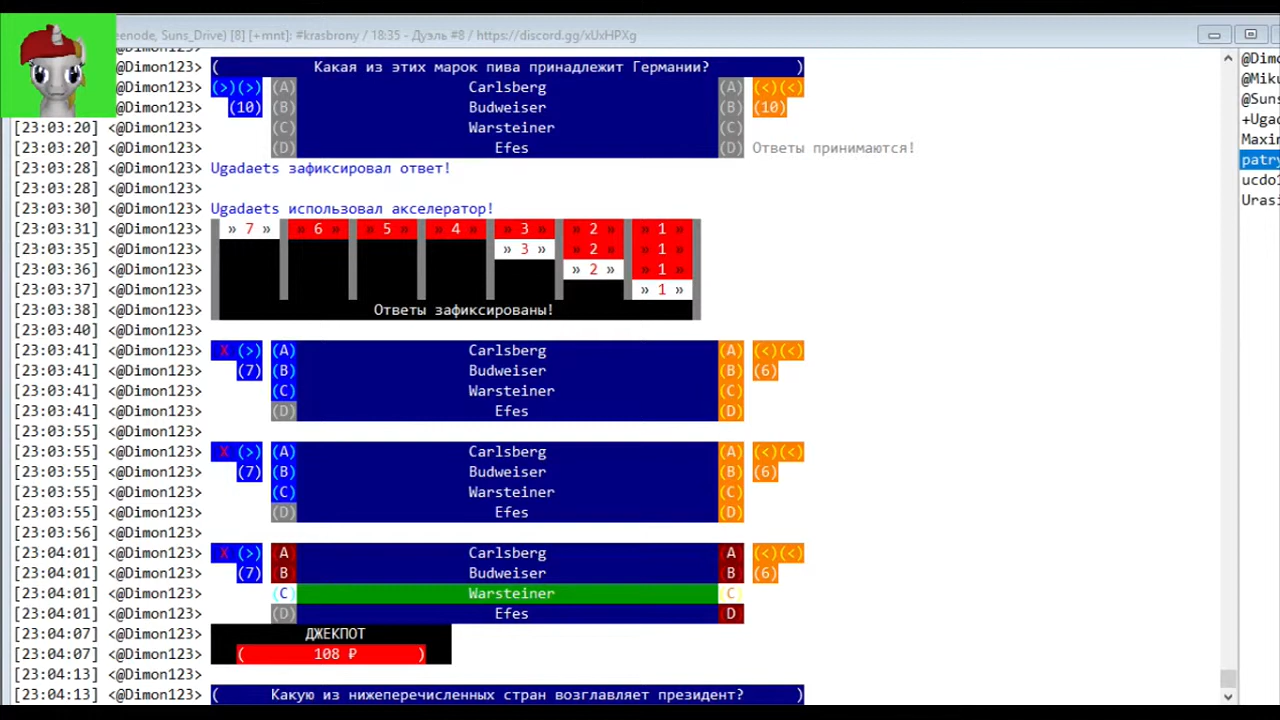 eenode, Suns_Drive) [8] [+mnt]: #krasbrony / 18:35 - Дуэль #8 / https://discord.gg/xUxHPXg
<@Dimon123>
<@Dimon123> ( Какая из этих марок пива принадлежит Германии? )
<@Dimon123> (>)(>) (A) Carlsberg (A) (<)(<)
<@Dimon123> (10) (B) Budweiser (B) (10)
[23:03:20] <@Dimon123> (C) Warsteiner (C)
[23:03:20] <@Dimon123> (D) Efes (D) Ответы принимаются!
[23:03:28] <@Dimon123> Ugadaets зафиксировал ответ!
[23:03:28] <@Dimon123>
[23:03:30] <@Dimon123> Ugadaets использовал акселератор!
[23:03:31] <@Dimon123> » 7 » » 6 » » 5 » » 4 » » 3 » » 2 » » 1 »
[23:03:35] <@Dimon123> » 3 » » 2 » » 1 »
[23:03:36] <@Dimon123> » 2 » » 1 »
[23:03:37] <@Dimon123> » 1 »
[23:03:38] <@Dimon123> Ответы зафиксированы!
[23:03:40] <@Dimon123>
[23:03:41] <@Dimon123> X (>) (A) Carlsberg (A) (<)(<)
[23:03:41] <@Dimon123> (7) (B) Budweiser (B) (6)
[23:03:41] <@Dimon123> (C) Warsteiner (C)
[23:03:41] <@Dimon123> (D) Efes (D)
[23:03:55] <@Dimon123>
[23:03:55] <@Dimon123> X (>) (A) Carlsberg (A) (<)(<)
[23:03:55] <@Dimon123> (7) (B) Budweiser (B) (6)
[23:03:55] <@Dimon123> (C) Warsteiner (C)
[23:03:55] <@Dimon123> (D) Efes (D)
[23:03:56] <@Dimon123>
[23:04:01] <@Dimon123> X (>) A Carlsberg A (<)(<)
[23:04:01] <@Dimon123> (7) B Budweiser B (6)
[23:04:01] <@Dimon123> (C) Warsteiner (C)
[23:04:01] <@Dimon123> (D) Efes D
[23:04:07] <@Dimon123> ДЖЕКПОТ
[23:04:07] <@Dimon123> ( 108 ₽ )
[23:04:13] <@Dimon123>
[23:04:13] <@Dimon123> ( Какую из нижеперечисленных стран возглавляет президент? )
@Dimo
@Miku
@Suns
+Ugad
Maxim
patry
ucdo1
Urasi